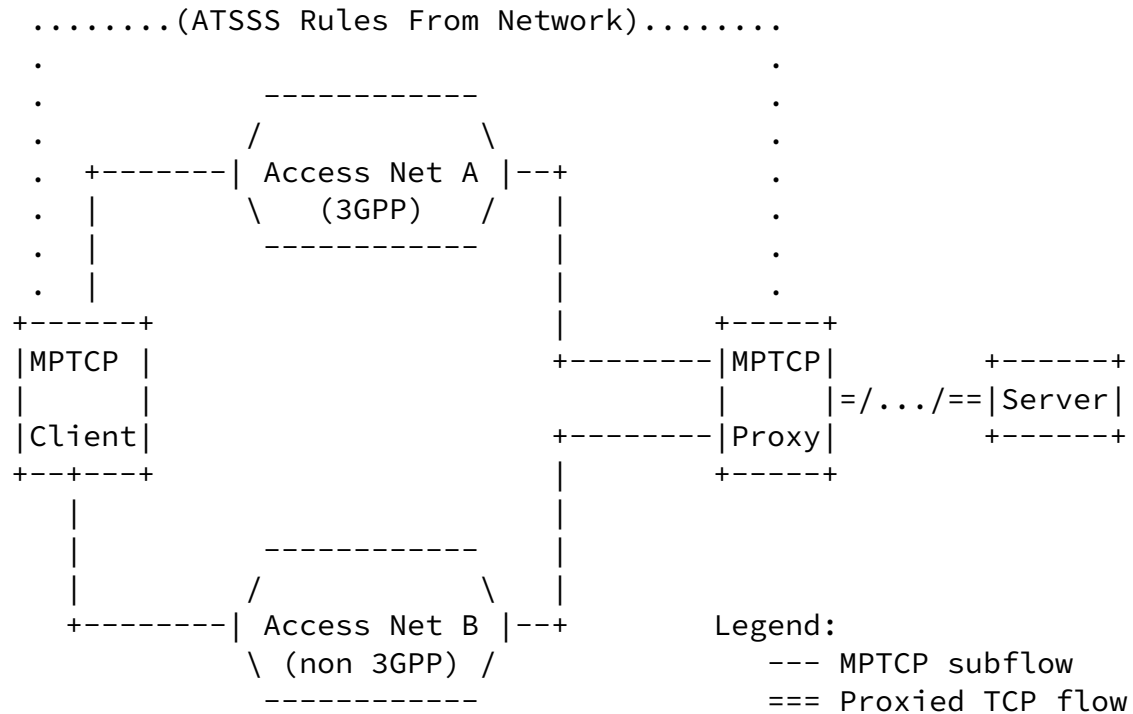 (ATSSS Rules From Network)
Access Net A
(3GPP)
MPTCP
Client
MPTCP
Proxy
=/.../==
Server
Access Net B
(non 3GPP)
Legend:
--- MPTCP subflow
=== Proxied TCP flow